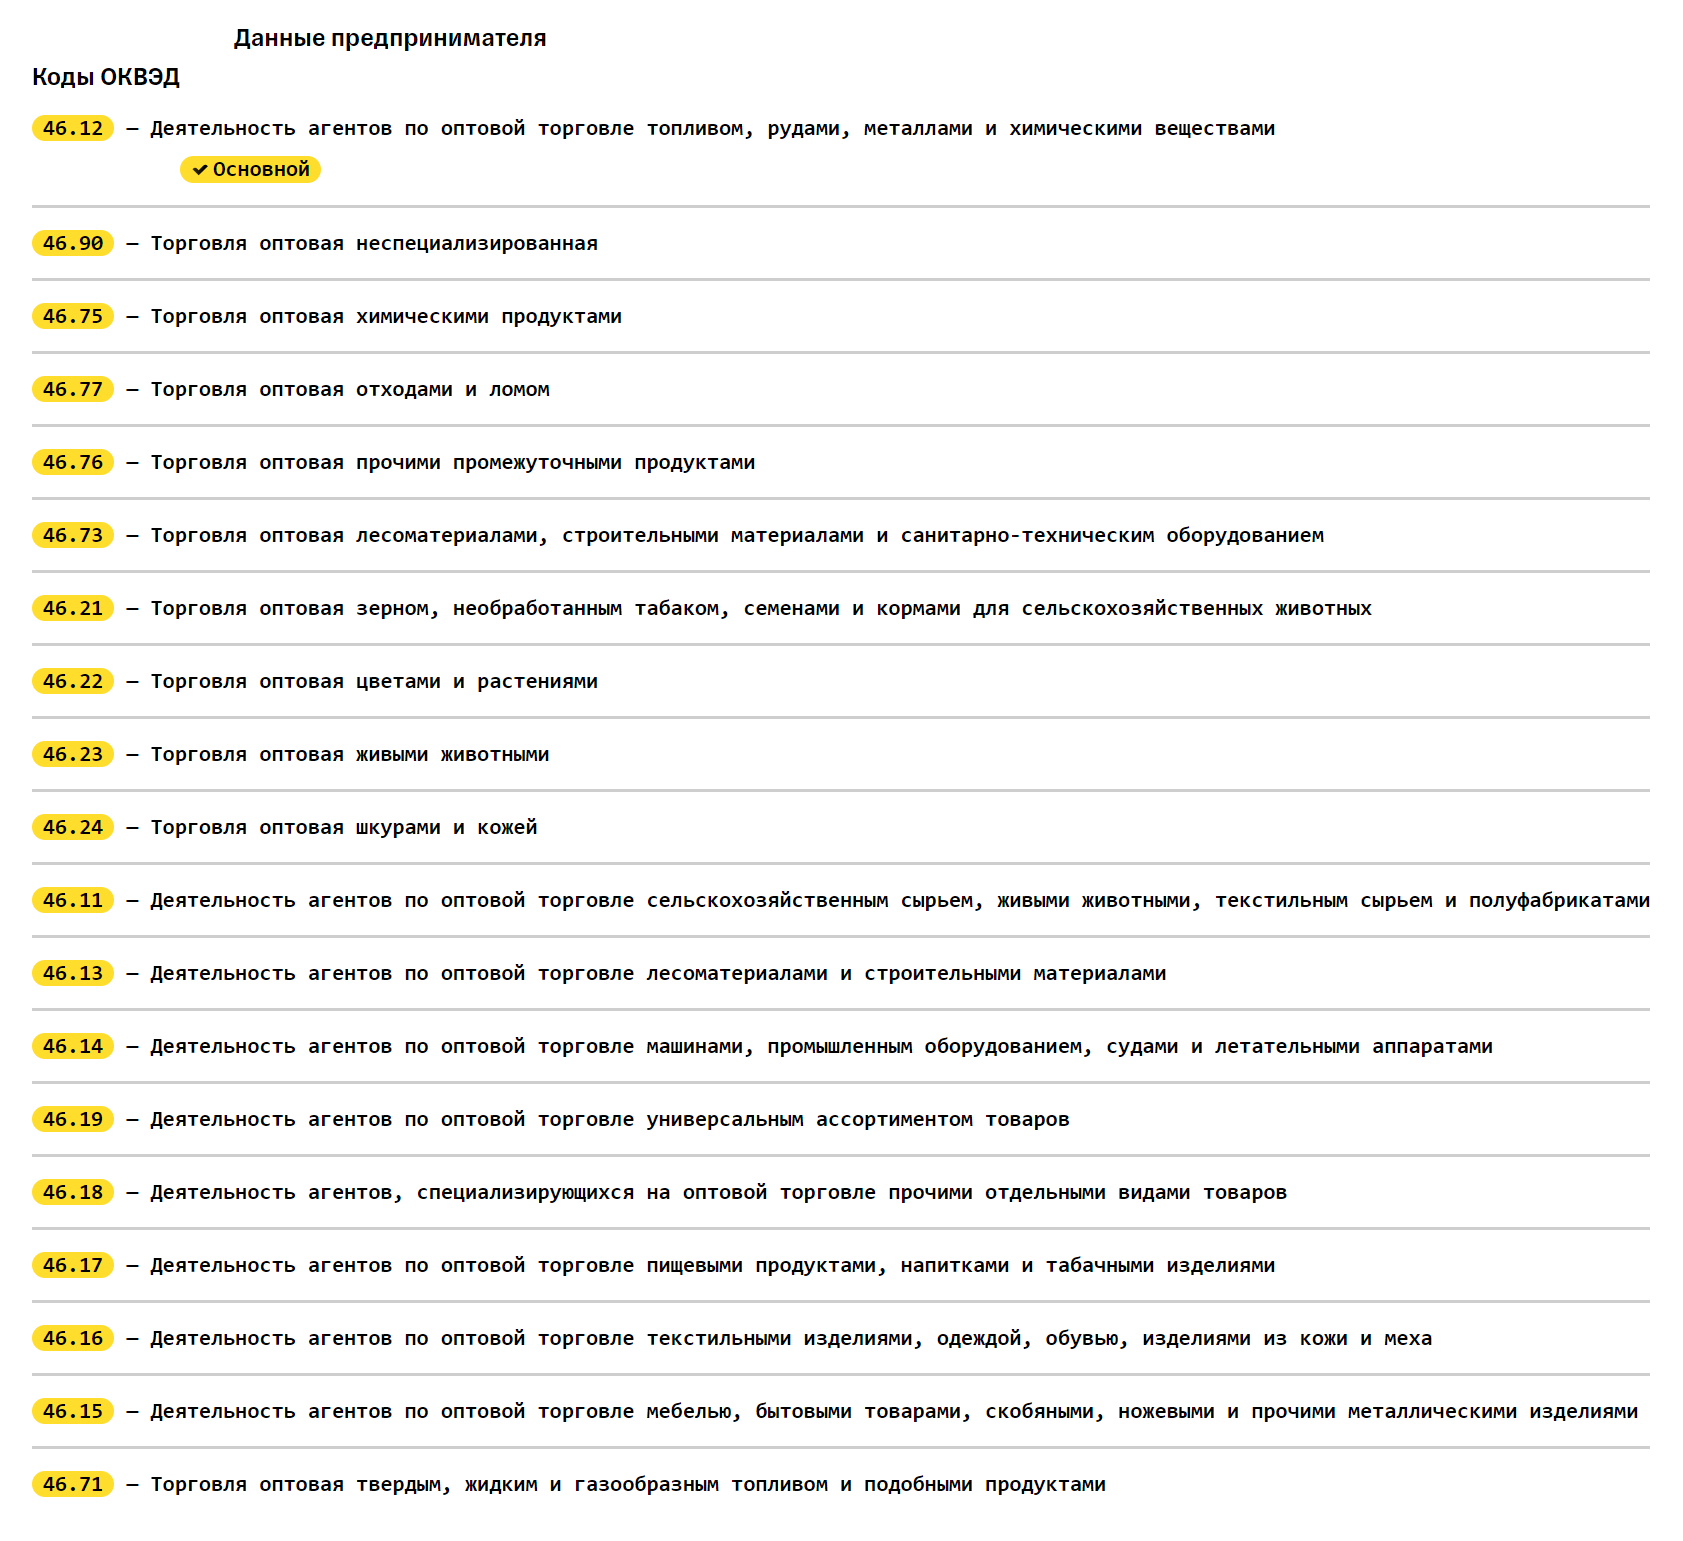 Данные предпринимателя
Коды ОКВЭД
46.12 — Деятельность агентов по оптовой торговле топливом, рудами, металлами и химическими веществами
Основной
46.90 — Торговля оптовая неспециализированная
46.75 — Торговля оптовая химическими продуктами
46.77 — Торговля оптовая отходами и ломом
46.76 — Торговля оптовая прочими промежуточными продуктами
46.73 — Торговля оптовая лесоматериалами, строительными материалами и санитарно-техническим оборудованием
46.21 — Торговля оптовая зерном, необработанным табаком, семенами и кормами для сельскохозяйственных животных
46.22 — Торговля оптовая цветами и растениями
46.23 — Торговля оптовая живыми животными
46.24 — Торговля оптовая шкурами и кожей
46.11 — Деятельность агентов по оптовой торговле сельскохозяйственным сырьем, живыми животными, текстильным сырьем и полуфабрикатами
46.13 — Деятельность агентов по оптовой торговле лесоматериалами и строительными материалами
46.14 — Деятельность агентов по оптовой торговле машинами, промышленным оборудованием, судами и летательными аппаратами
46.19 — Деятельность агентов по оптовой торговле универсальным ассортиментом товаров
46.18 — Деятельность агентов, специализирующихся на оптовой торговле прочими отдельными видами товаров
46.17 — Деятельность агентов по оптовой торговле пищевыми продуктами, напитками и табачными изделиями
46.16 — Деятельность агентов по оптовой торговле текстильными изделиями, одеждой, обувью, изделиями из кожи и меха
46.15 — Деятельность агентов по оптовой торговле мебелью, бытовыми товарами, скобяными, ножевыми и прочими металлическими изделиями
46.71 — Торговля оптовая твердым, жидким и газообразным топливом и подобными продуктами